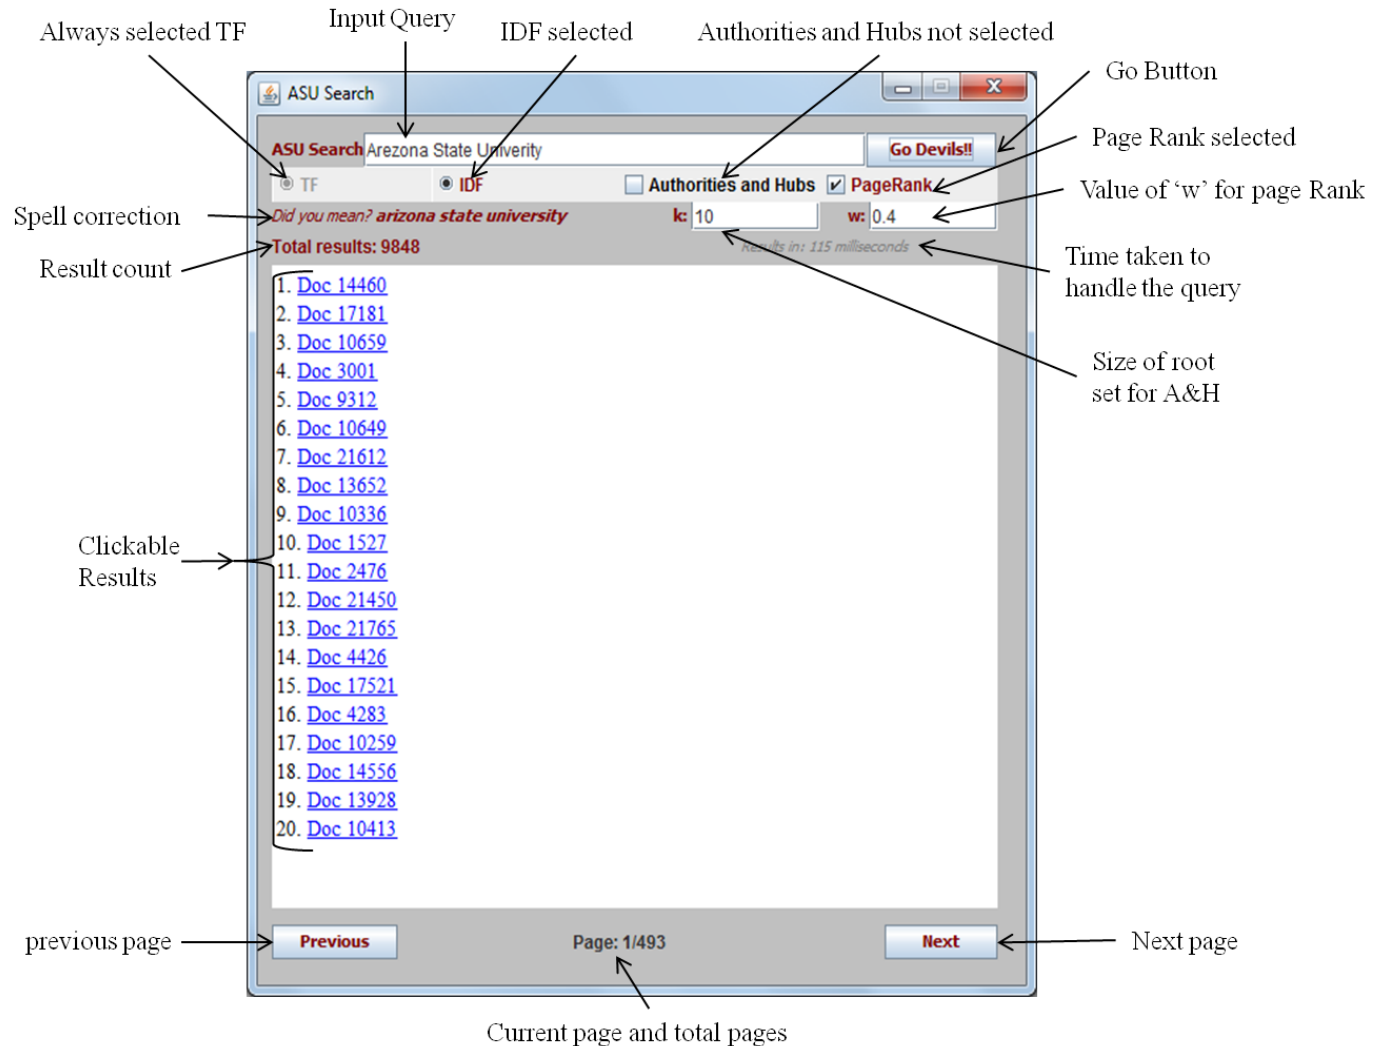 Always selected TF
Input Query
IDF selected
Authorities and Hubs not selected
Go Button
ASU Search
ASU Search
Arezona State Univerity
Go Devils!!
Page Rank selected
TF
IDF
Authorities and Hubs
PageRank
Value of ‘w’ for page Rank
Spell correction
Did you mean? arizona state university
k:
10
w:
0.4
Result count
Total results: 9848
Results in: 115 milliseconds
Time taken to
handle the query
1. Doc 14460
2. Doc 17181
3. Doc 10659
4. Doc 3001
5. Doc 9312
6. Doc 10649
7. Doc 21612
8. Doc 13652
9. Doc 10336
10. Doc 1527
11. Doc 2476
12. Doc 21450
13. Doc 21765
14. Doc 4426
15. Doc 17521
16. Doc 4283
17. Doc 10259
18. Doc 14556
19. Doc 13928
20. Doc 10413
Size of root
set for A&H
Clickable
Results
previous page
Previous
Page: 1/493
Next
Next page
Current page and total pages